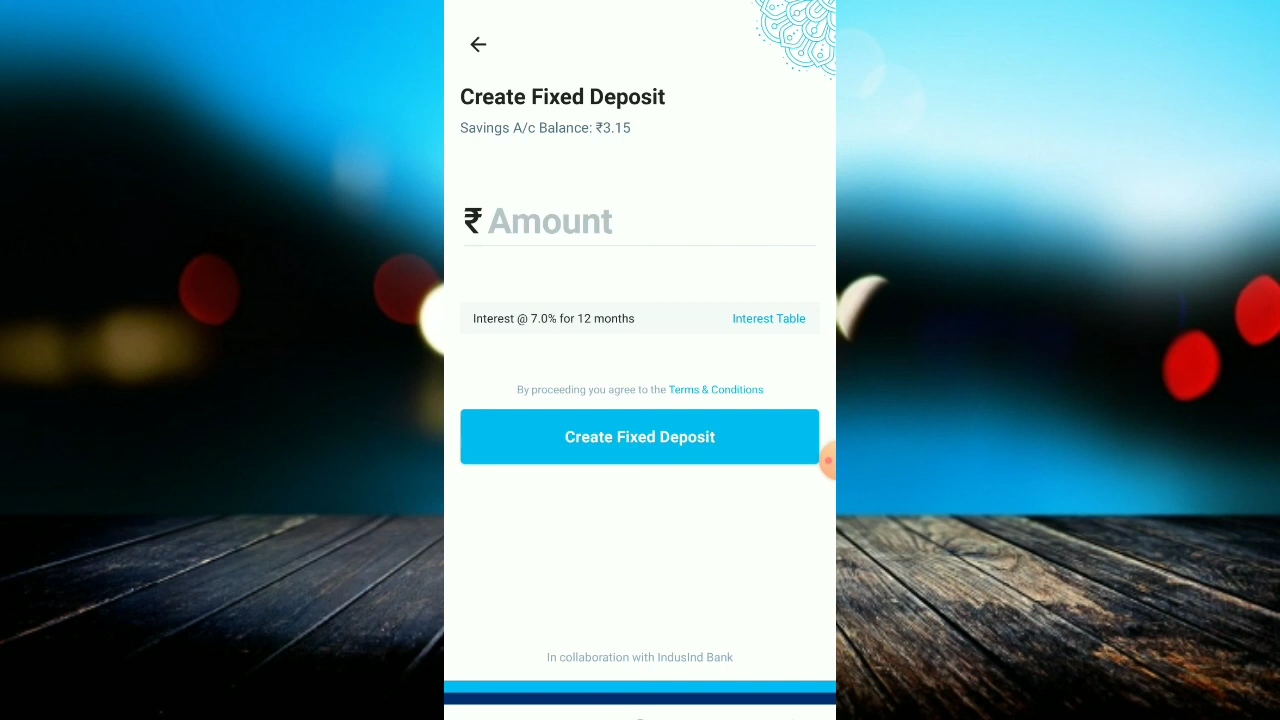 Create Fixed Deposit
Savings A/c Balance: ₹3.15
₹ Amount
Interest @ 7.0% for 12 months Interest Table
By proceeding you agree to the Terms & Conditions
Create Fixed Deposit
In collaboration with IndusInd Bank